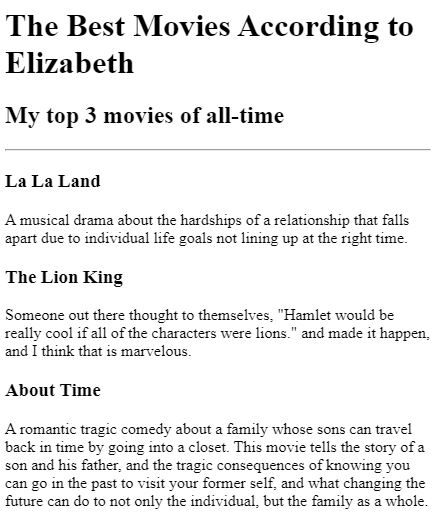 The Best Movies According to
Elizabeth
My top 3 movies of all-time
La La Land
A musical drama about the hardships of a relationship that falls
apart due to individual life goals not lining up at the right time.
The Lion King
Someone out there thought to themselves, "Hamlet would be
really cool if all of the characters were lions." and made it happen,
and I think that is marvelous.
About Time
A romantic tragic comedy about a family whose sons can travel
back in time by going into a closet. This movie tells the story of a
son and his father, and the tragic consequences of knowing you
can go in the past to visit your former self, and what changing the
future can do to not only the individual, but the family as a whole.